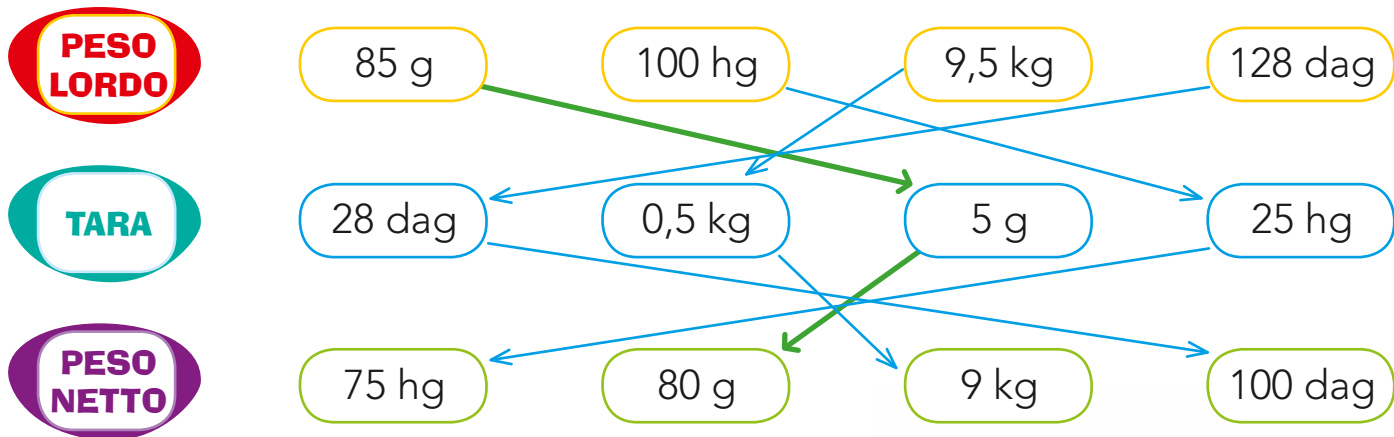 PESO
LORDO
85 g
100 hg
9,5 kg
128 dag
TARA
28 dag
0,5 kg
5 g
25 hg
PESO
NETTO
75 hg
80 g
9 kg
100 dag